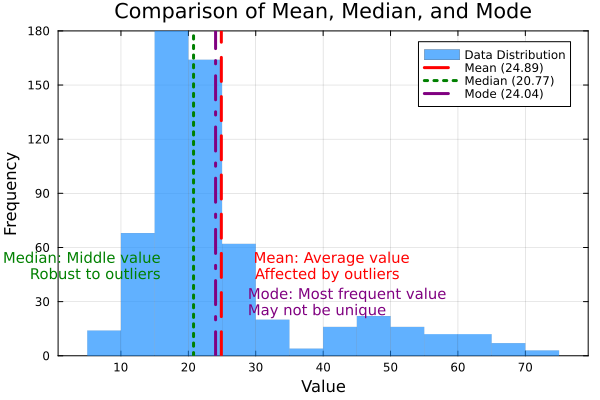 Comparison of Mean, Median, and Mode
Frequency
180
150
120
90
60
30
0
Data Distribution
Mean (24.89)
Median (20.77)
Mode (24.04)
Median: Middle value
Robust to outliers
Mean: Average value
Affected by outliers
Mode: Most frequent value
May not be unique
10
20
30
40
50
60
70
Value